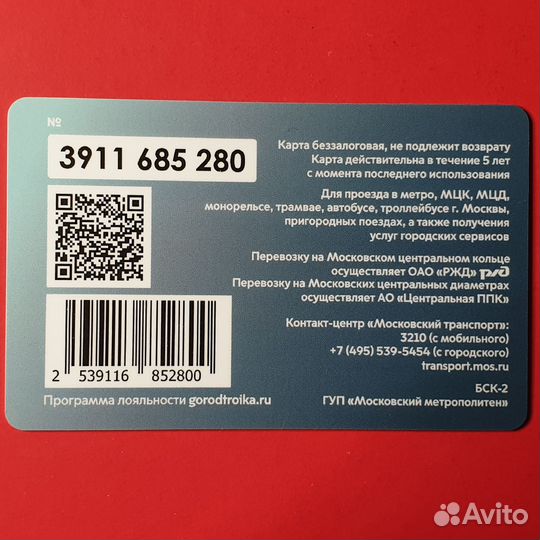 №
3911 685 280
Карта беззалоговая, не подлежит возврату
Карта действительна в течение 5 лет
с момента последнего использования
Для проезда в метро, МЦК, МЦД,
монорельсе, трамвае, автобусе, троллейбусе г. Москвы,
пригородных поездах, а также получения
услуг городских сервисов
Перевозку на Московском центральном кольце
осуществляет ОАО «РЖД» РЖД
Перевозку на Московских центральных диаметрах
осуществляет АО «Центральная ППК»
Контакт-центр «Московский транспорт»:
3210 (с мобильного)
+7 (495) 539-5454 (с городского)
transport.mos.ru
2 539116 852800
БСК-2
Программа лояльности gorodtroika.ru
ГУП «Московский метрополитен»
Avito